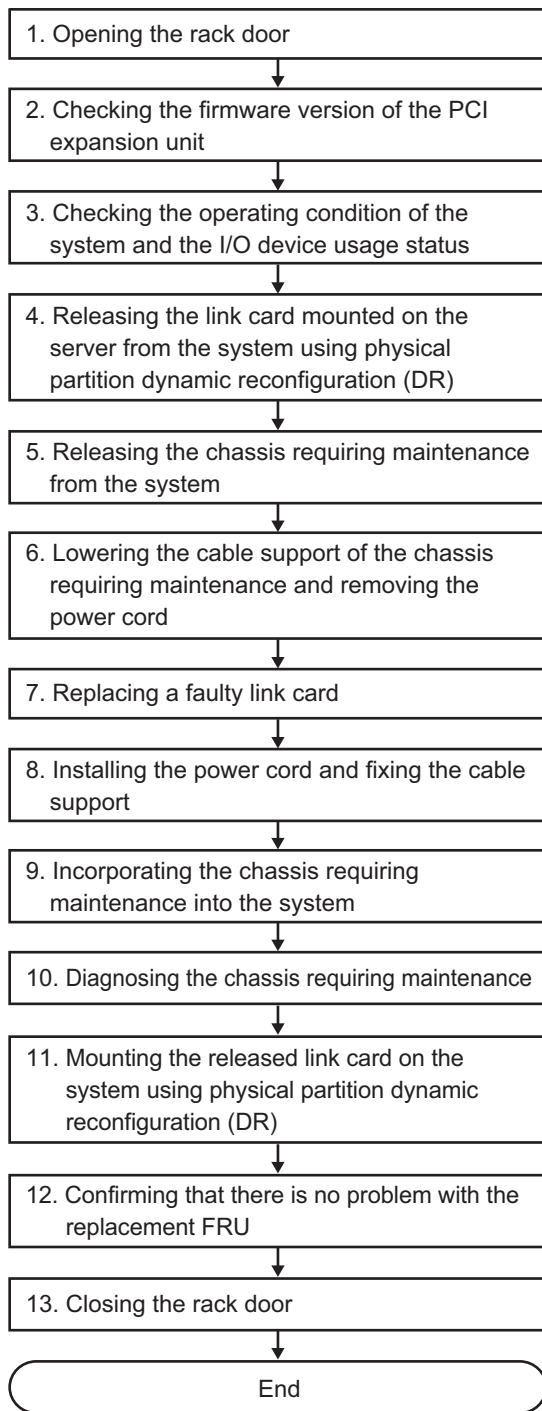 1. Opening the rack door
2. Checking the firmware version of the PCI
expansion unit
3. Checking the operating condition of the
system and the I/O device usage status
4. Releasing the link card mounted on the
server from the system using physical
partition dynamic reconfiguration (DR)
5. Releasing the chassis requiring maintenance
from the system
6. Lowering the cable support of the chassis
requiring maintenance and removing the
power cord
7. Replacing a faulty link card
8. Installing the power cord and fixing the cable
support
9. Incorporating the chassis requiring
maintenance into the system
10. Diagnosing the chassis requiring maintenance
11. Mounting the released link card on the
system using physical partition dynamic
reconfiguration (DR)
12. Confirming that there is no problem with the
replacement FRU
13. Closing the rack door
End